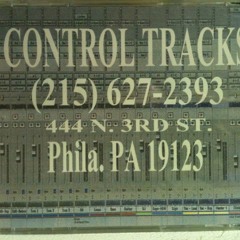 CONTROL TRACKS
(215) 627-2393
444 N. 3RD ST.
Phila. PA 19123